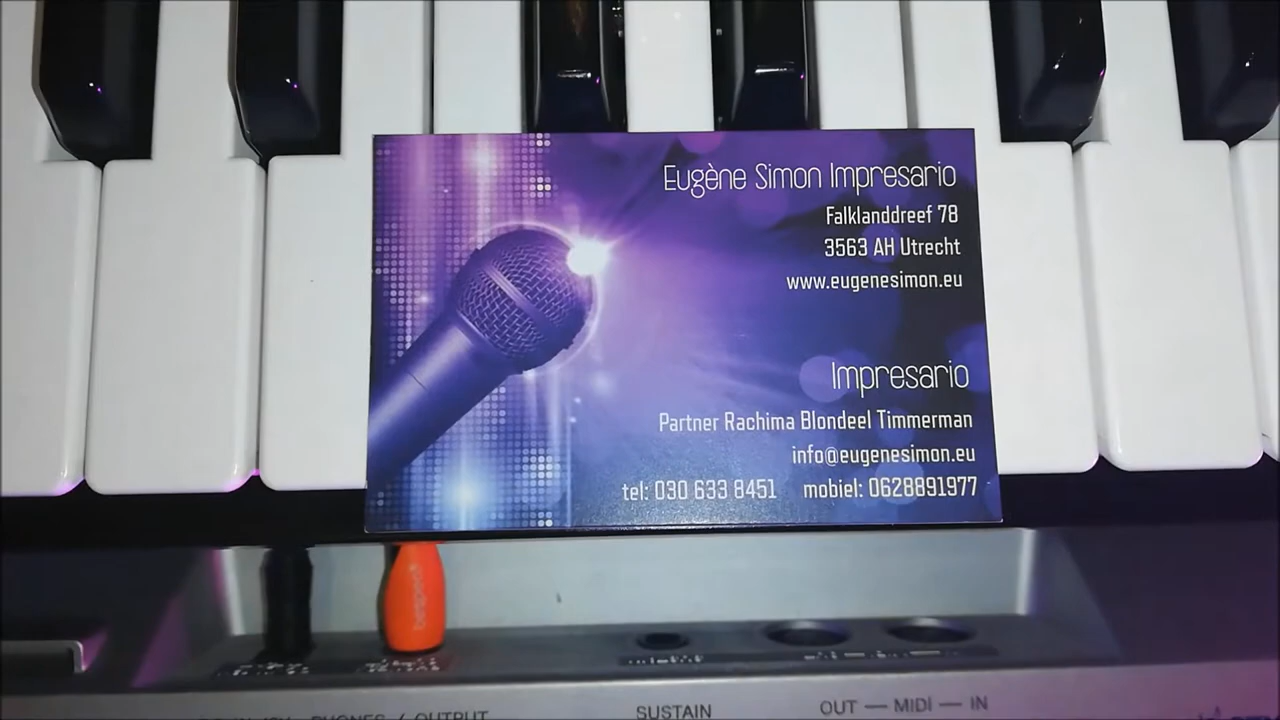 Eugène Simon Impresario
Falklanddreef 78
3563 AH Utrecht
www.eugenesimon.eu
Impresario
Partner Rachima Blondeel Timmerman
info@eugenesimon.eu
tel: 030 633 8451 mobiel: 0628891977
bespeco
PHONES / OUTPUT
SUSTAIN
OUT — MIDI — IN